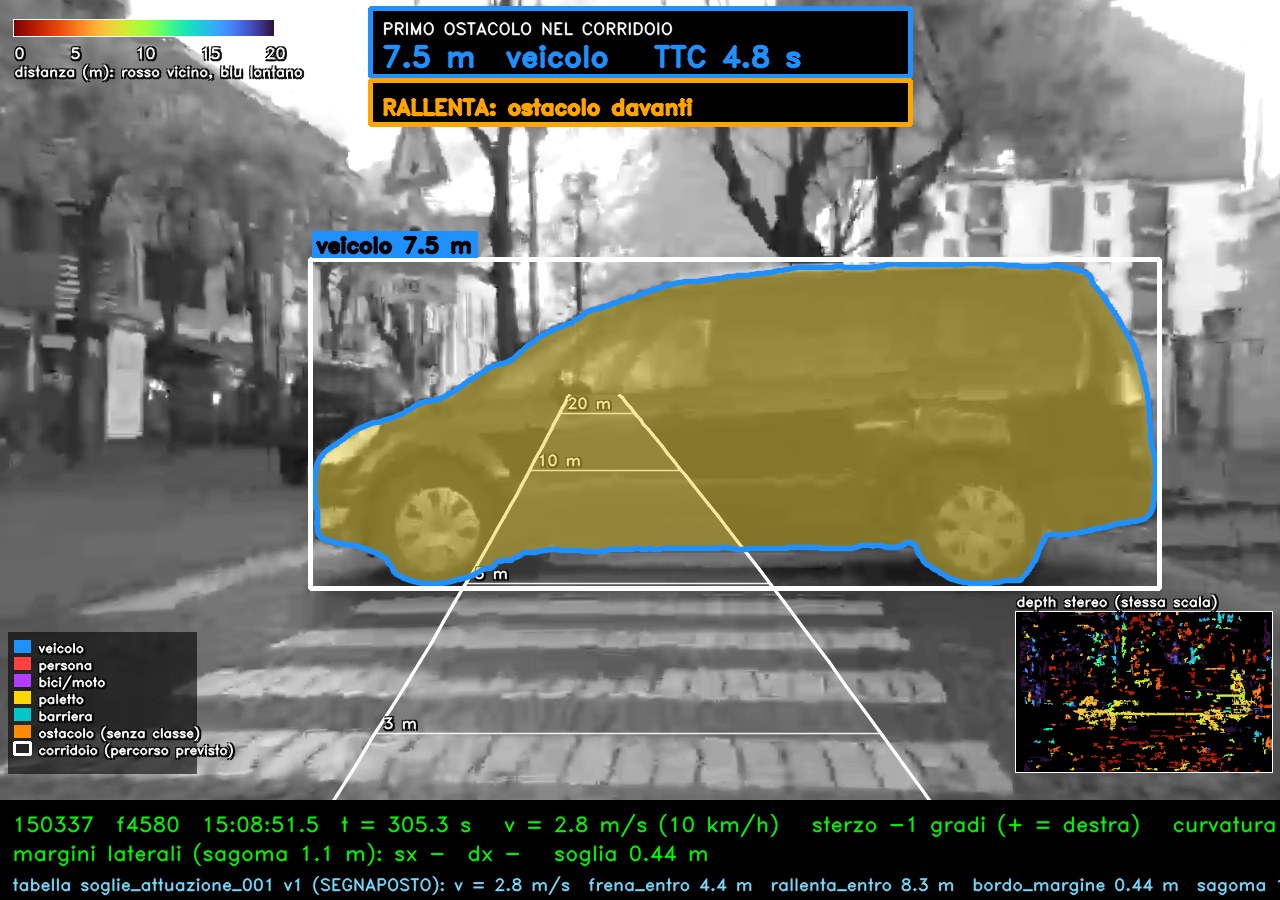 0 5 10 15 20
distanza (m): rosso vicino, blu lontano
PRIMO OSTACOLO NEL CORRIDOIO
7.5 m veicolo TTC 4.8 s
RALLENTA: ostacolo davanti
veicolo 7.5 m
20 m
10 m
5 m
3 m
depth stereo (stessa scala)
veicolo
persona
bici/moto
paletto
barriera
ostacolo (senza classe)
corridoio (percorso previsto)
150337 f4580 15:08:51.5 t = 305.3 s v = 2.8 m/s (10 km/h) sterzo -1 gradi (+ = destra) curvatura
margini laterali (sagoma 1.1 m): sx - dx - soglia 0.44 m
tabella soglie_attuazione_001 v1 (SEGNAPOSTO): v = 2.8 m/s frena_entro 4.4 m rallenta_entro 8.3 m bordo_margine 0.44 m sagoma